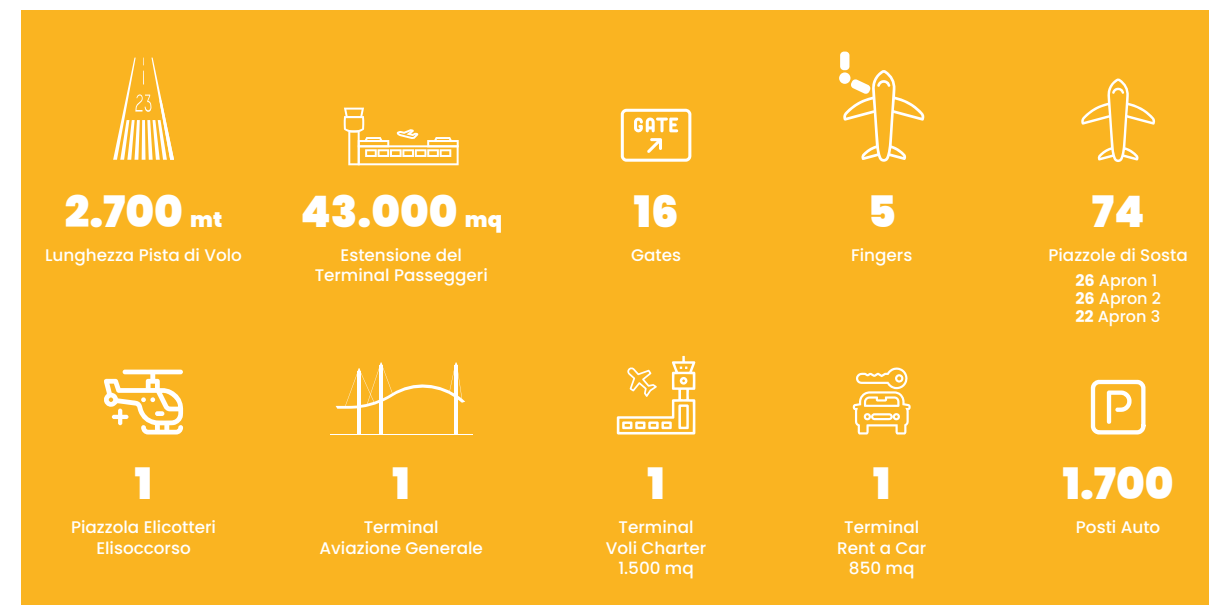 23
GATE
2.700 mt
Lunghezza Pista di Volo
43.000 mq
Estensione del
Terminal Passeggeri
16
Gates
5
Fingers
74
Piazzole di Sosta
26 Apron 1
26 Apron 2
22 Apron 3
1
Piazzola Elicotteri
Elisoccorso
1
Terminal
Aviazione Generale
1
Terminal
Voli Charter
1.500 mq
1
Terminal
Rent a Car
850 mq
P
1.700
Posti Auto